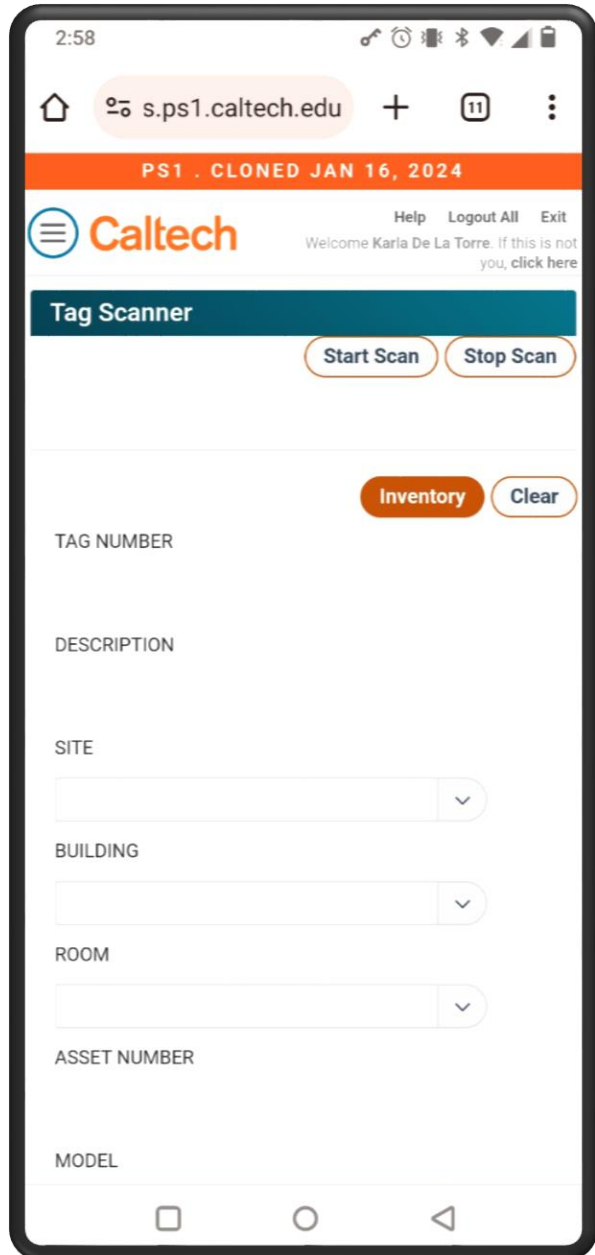 2:58
s.ps1.caltech.edu
11
PS1 . CLONED JAN 16, 2024
Caltech
Help Logout All Exit
Welcome Karla De La Torre. If this is not
you, click here
Tag Scanner
Start Scan Stop Scan
Inventory Clear
TAG NUMBER
DESCRIPTION
SITE
BUILDING
ROOM
ASSET NUMBER
MODEL